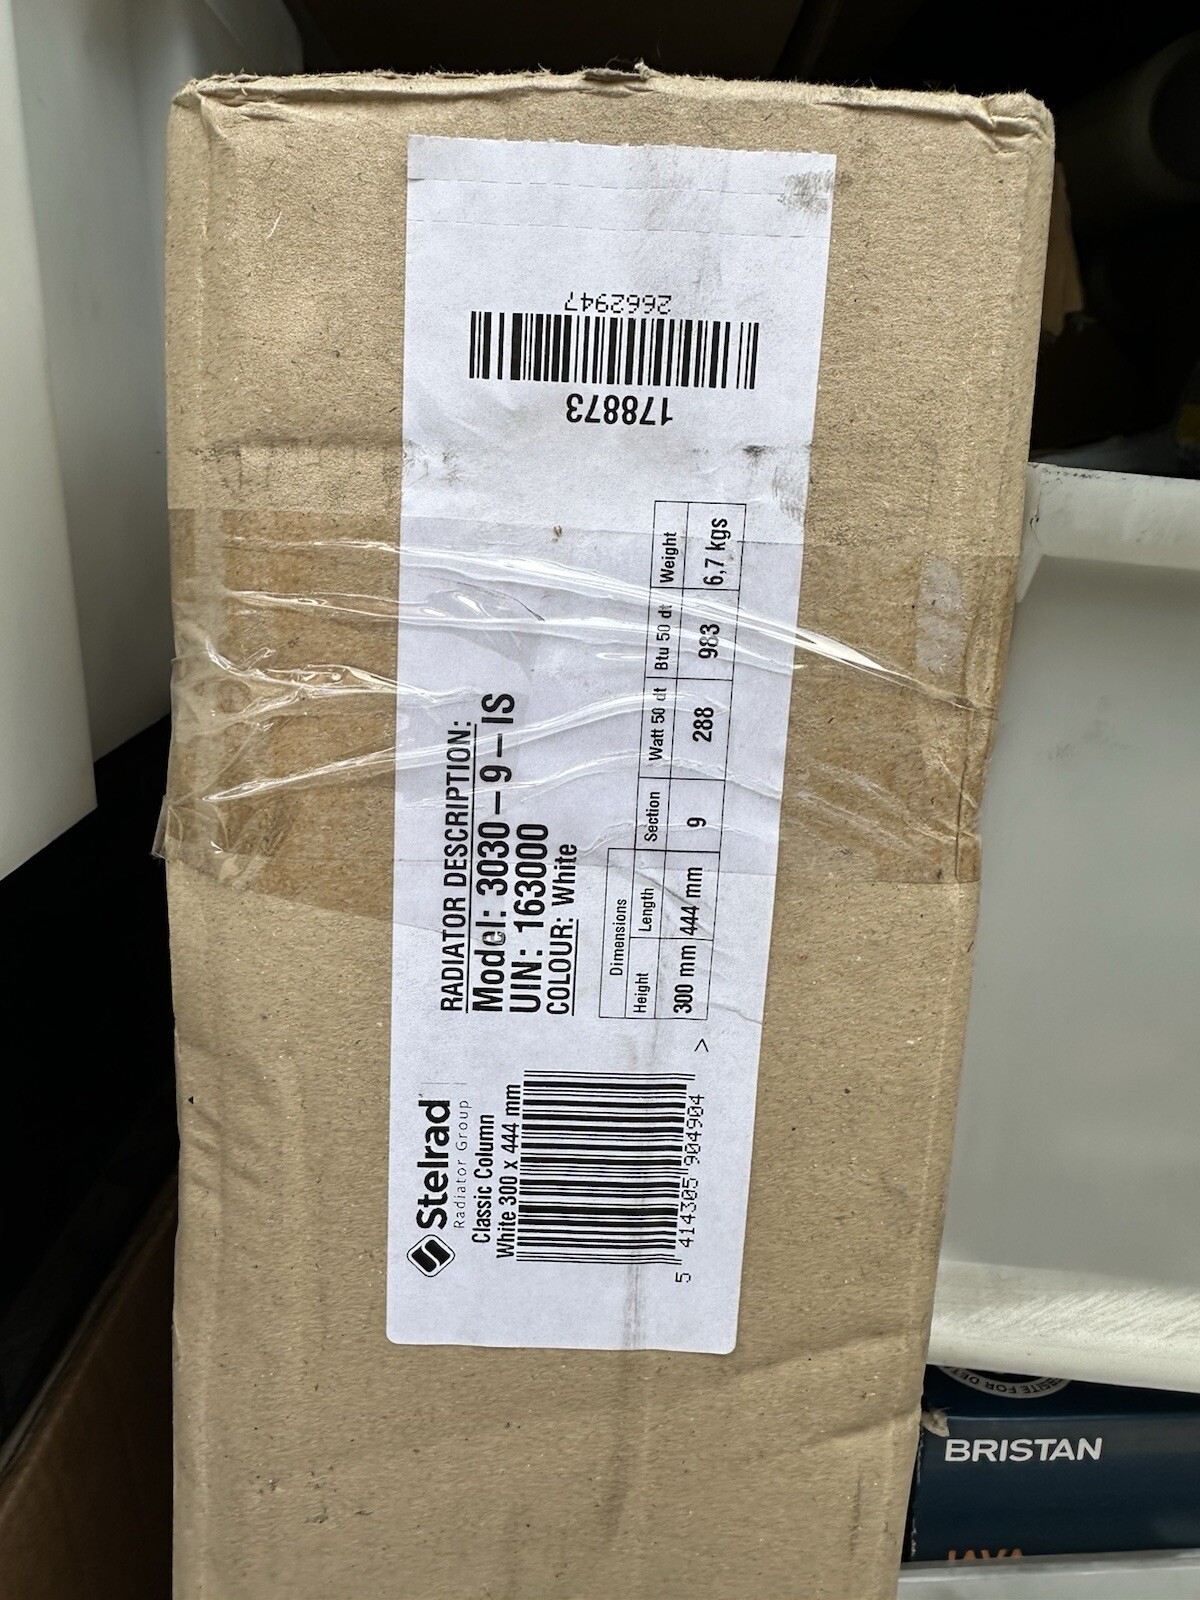 2662947
178873
RADIATOR DESCRIPTION:
Model: 3030 – 9 – IS
UIN: 163000
COLOUR: White
Dimensions
Height Length Section Watt 50 dt Btu 50 dt Weight
300 mm 444 mm 9 288 983 6,7 kgs
Stelrad
Radiator Group
Classic Column
White 300 x 444 mm
5 414305 904904 >
FOR
BRISTAN
JAVA